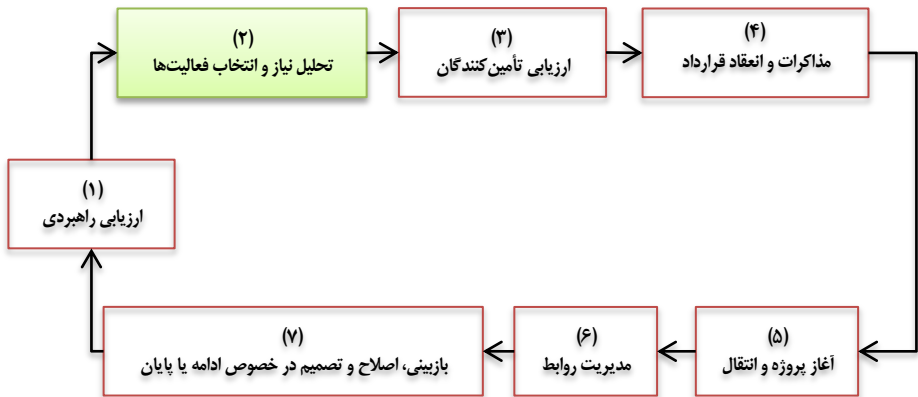 (۱)
ارزیابی راهبردی
(۲)
تحلیل نیاز و انتخاب فعالیت‌ها
(۳)
ارزیابی تأمین‌کنندگان
(۴)
مذاکرات و انعقاد قرارداد
(۵)
آغاز پروژه و انتقال
(۶)
مدیریت روابط
(۷)
بازبینی، اصلاح و تصمیم در خصوص ادامه یا پایان